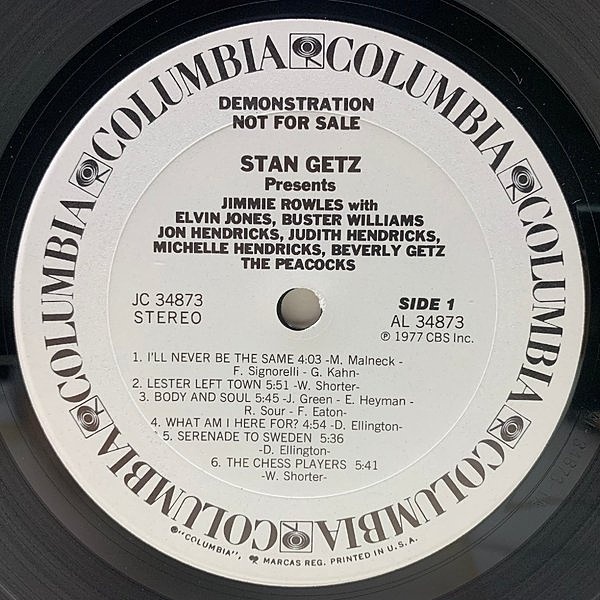 COLUMBIA COLUMBIA COLUMBIA COLUMBIA COLUMBIA COLUMBIA COLUMBIA COLUMBIA
DEMONSTRATION
NOT FOR SALE
STAN GETZ
Presents
JIMMIE ROWLES with
ELVIN JONES, BUSTER WILLIAMS
JON HENDRICKS, JUDITH HENDRICKS,
MICHELLE HENDRICKS, BEVERLY GETZ
THE PEACOCKS
JC 34873
STEREO
SIDE 1
AL 34873
℗ 1977 CBS Inc.
1. I'LL NEVER BE THE SAME 4:03 -M. Malneck -
F. Signorelli - G. Kahn-
2. LESTER LEFT TOWN 5:51 -W. Shorter-
3. BODY AND SOUL 5:45 -J. Green - E. Heyman -
R. Sour - F. Eaton-
4. WHAT AM I HERE FOR? 4:54 -D. Ellington-
5. SERENADE TO SWEDEN 5:36
-D. Ellington-
6. THE CHESS PLAYERS 5:41
-W. Shorter-
®"COLUMBIA", MARCAS REG. PRINTED IN U.S.A.